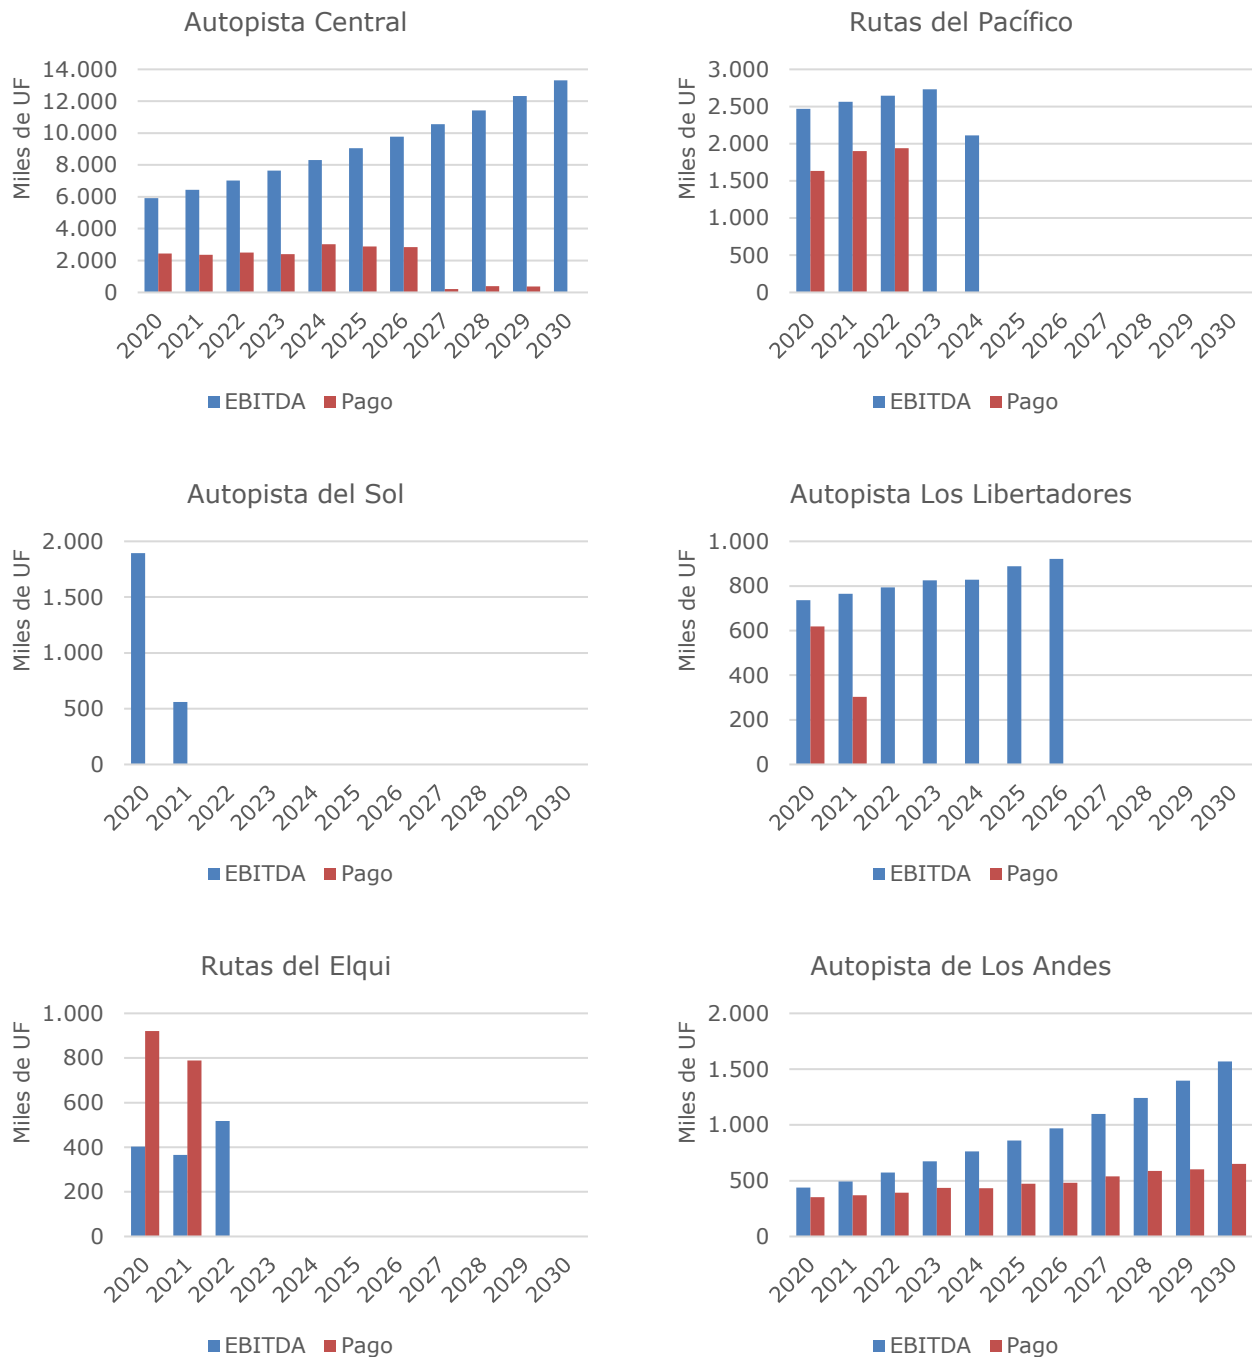 Autopista Central
Miles de UF
14.000
12.000
10.000
8.000
6.000
4.000
2.000
0
2020 2021 2022 2023 2024 2025 2026 2027 2028 2029 2030
EBITDA Pago
Rutas del Pacífico
Miles de UF
3.000
2.500
2.000
1.500
1.000
500
0
2020 2021 2022 2023 2024 2025 2026 2027 2028 2029 2030
EBITDA Pago
Autopista del Sol
Miles de UF
2.000
1.500
1.000
500
0
2020 2021 2022 2023 2024 2025 2026 2027 2028 2029 2030
EBITDA Pago
Autopista Los Libertadores
Miles de UF
1.000
800
600
400
200
0
2020 2021 2022 2023 2024 2025 2026 2027 2028 2029 2030
EBITDA Pago
Rutas del Elqui
Miles de UF
1.000
800
600
400
200
0
2020 2021 2022 2023 2024 2025 2026 2027 2028 2029 2030
EBITDA Pago
Autopista de Los Andes
Miles de UF
2.000
1.500
1.000
500
0
2020 2021 2022 2023 2024 2025 2026 2027 2028 2029 2030
EBITDA Pago